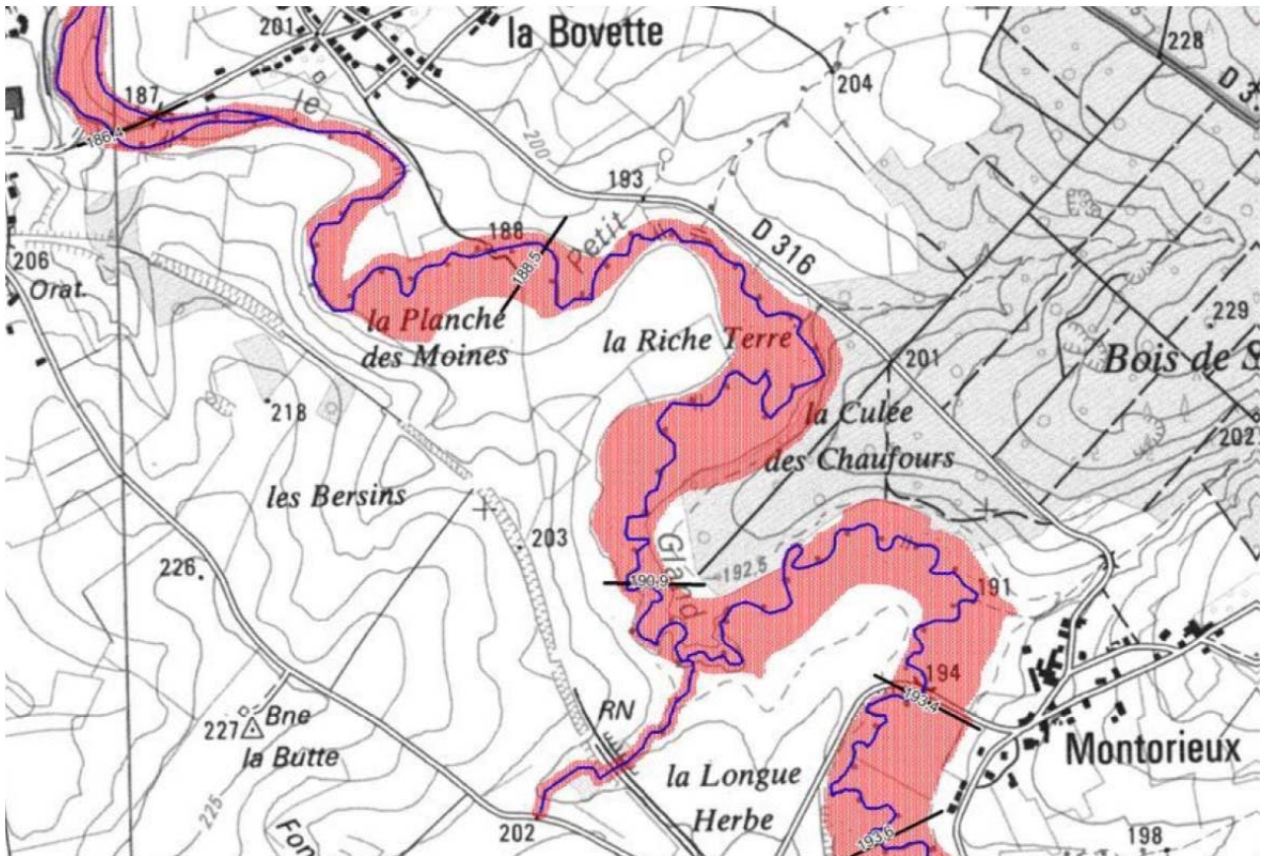 201
la Bovette
228
D 3
187
le
204
186.4
200
193
188
Petit
D 316
188.5
206
Orat.
la Planche
des Moines
la Riche Terre
229
201
Bois de S
218
la Culée
des Chaufours
202
les Bersins
203
Gland
192.5
190.9
226
191
194
193.4
RN
227
Bne
la Butte
Montorieux
la Longue
Herbe
225
202
Fon
193.6
198